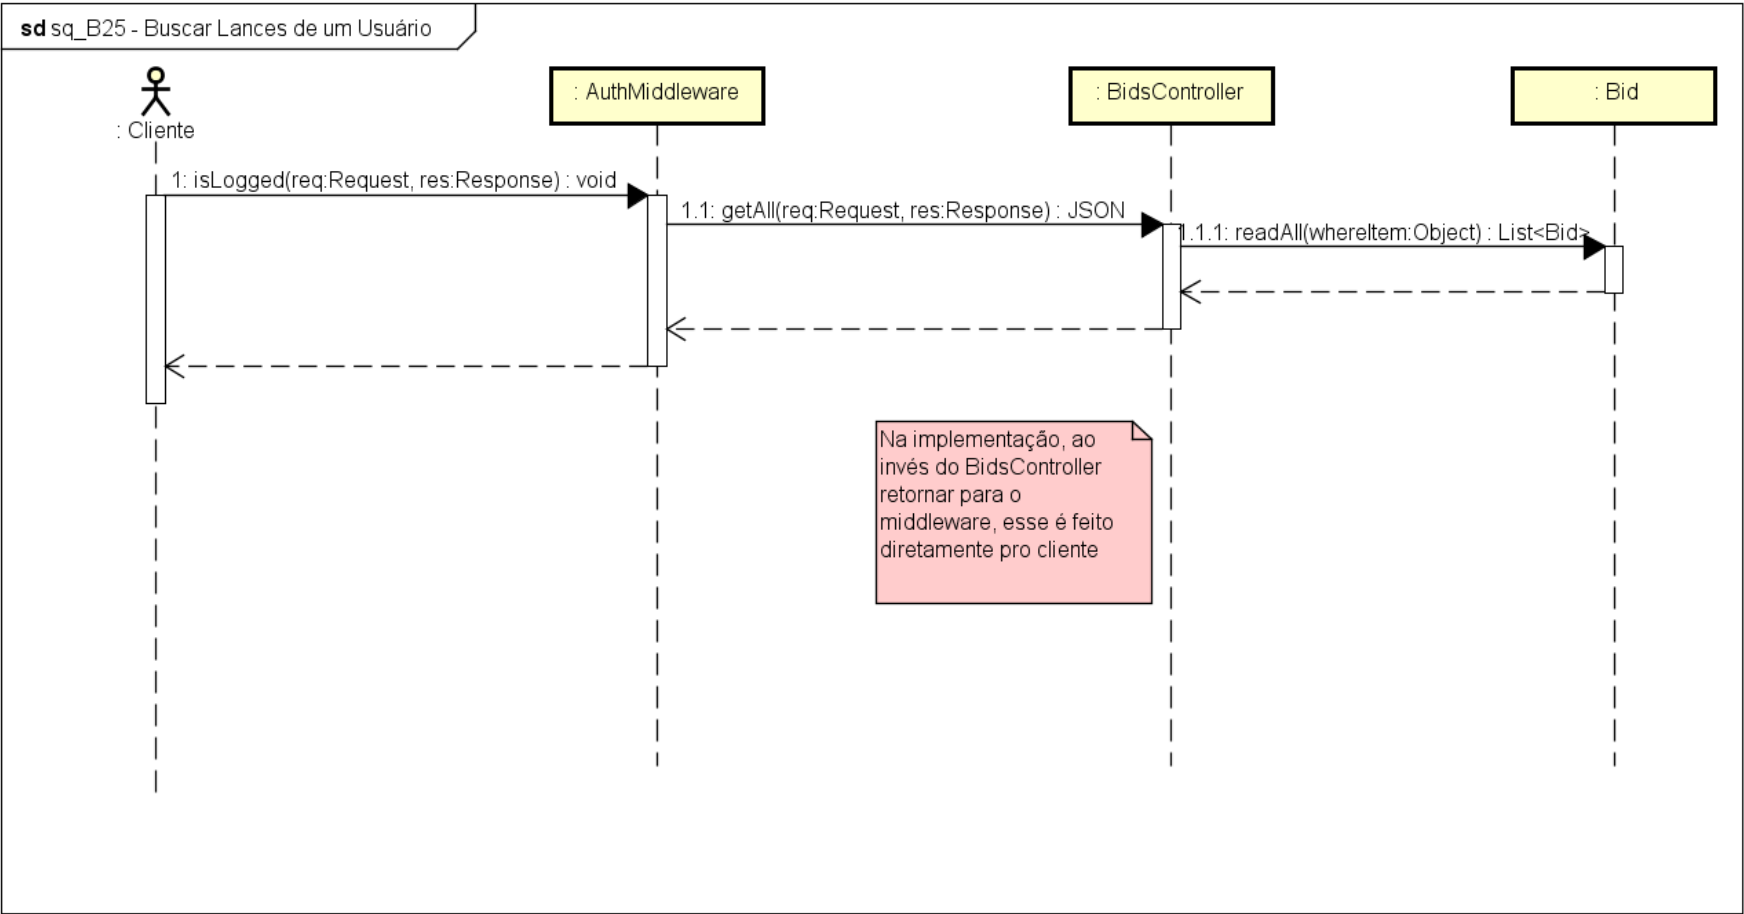 sd sq_B25 - Buscar Lances de um Usuário
: Cliente
: AuthMiddleware
: BidsController
: Bid
1: isLogged(req:Request, res:Response) : void
1.1: getAll(req:Request, res:Response) : JSON
1.1.1: readAll(whereItem:Object) : List<Bid>
Na implementação, ao
invés do BidsController
retornar para o
middleware, esse é feito
diretamente pro cliente